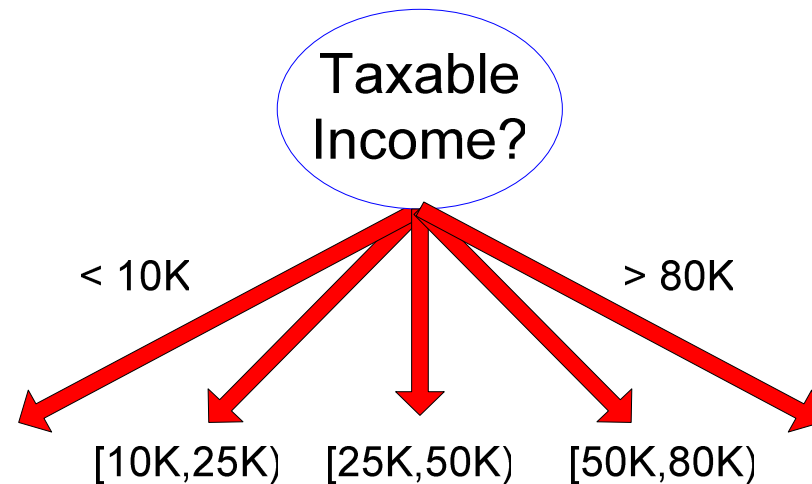 Taxable
Income?
< 10K
> 80K
[10K,25K)
[25K,50K)
[50K,80K)